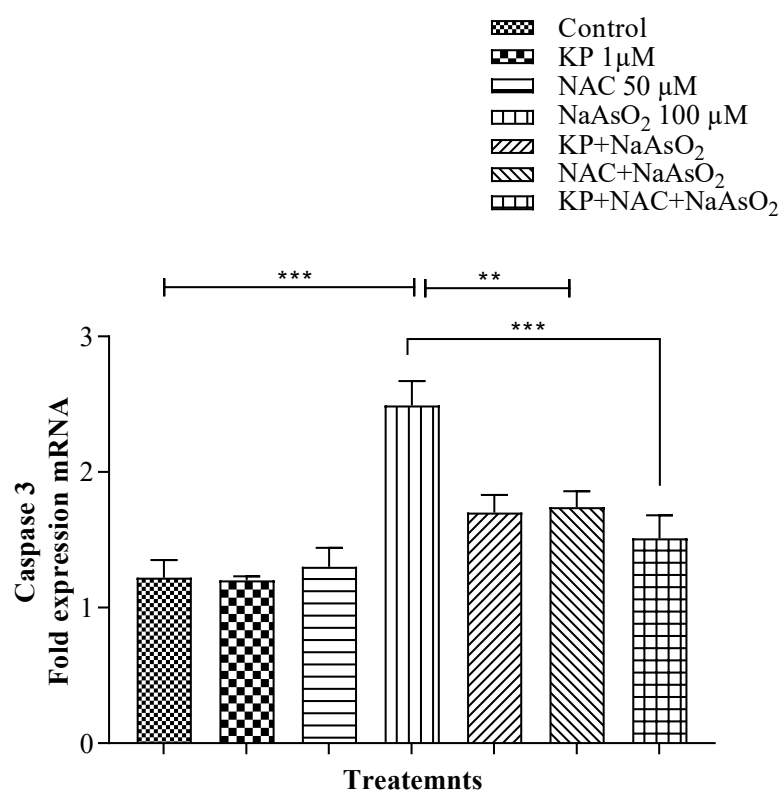 Control
KP 1µM
NAC 50 µM
NaAsO2 100 µM
KP+NaAsO2
NAC+NaAsO2
KP+NAC+NaAsO2
***
**
***
3
2
1
0
Caspase 3
Fold expression mRNA
Treatemnts